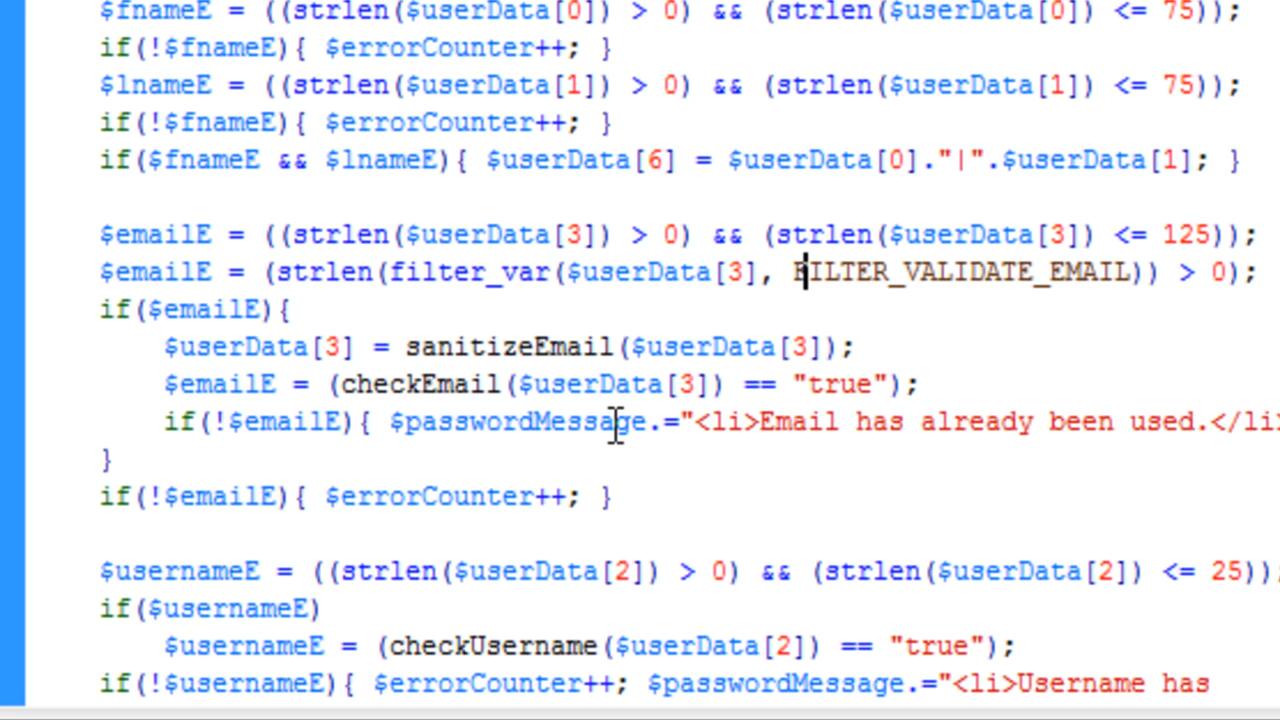 $fnameE = ((strlen($userData[0]) > 0) && (strlen($userData[0]) <= 75));
if(!$fnameE){ $errorCounter++; }
$lnameE = ((strlen($userData[1]) > 0) && (strlen($userData[1]) <= 75));
if(!$fnameE){ $errorCounter++; }
if($fnameE && $lnameE){ $userData[6] = $userData[0]."|".$userData[1]; }
$emailE = ((strlen($userData[3]) > 0) && (strlen($userData[3]) <= 125));
$emailE = (strlen(filter_var($userData[3], FILTER_VALIDATE_EMAIL)) > 0);
if($emailE){
$userData[3] = sanitizeEmail($userData[3]);
$emailE = (checkEmail($userData[3]) == "true");
if(!$emailE){ $passwordMessage.="<li>Email has already been used.</li>
}
if(!$emailE){ $errorCounter++; }
$usernameE = ((strlen($userData[2]) > 0) && (strlen($userData[2]) <= 25));
if($usernameE)
$usernameE = (checkUsername($userData[2]) == "true");
if(!$usernameE){ $errorCounter++; $passwordMessage.="<li>Username has